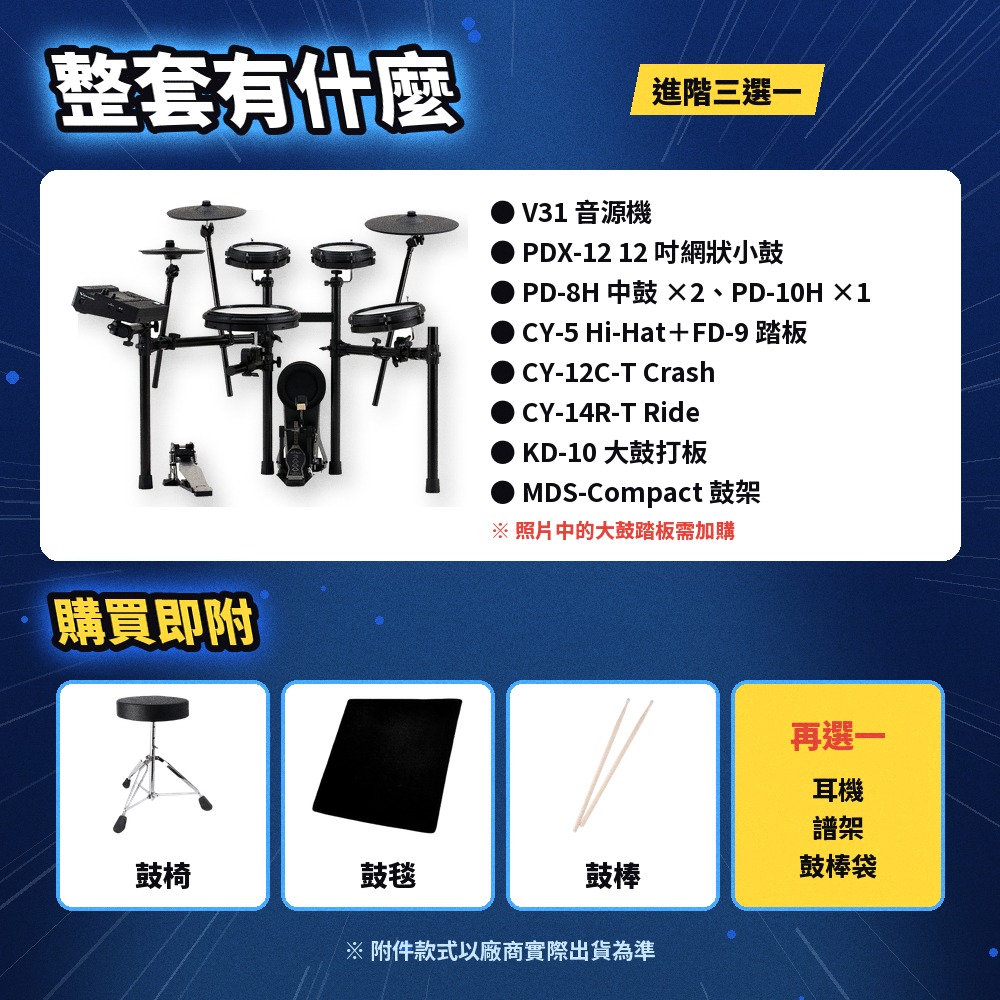 整套有什麼
進階三選一
● V31 音源機
● PDX-12 12 吋網狀小鼓
● PD-8H 中鼓 ×2、PD-10H ×1
● CY-5 Hi-Hat＋FD-9 踏板
● CY-12C-T Crash
● CY-14R-T Ride
● KD-10 大鼓打板
● MDS-Compact 鼓架
※ 照片中的大鼓踏板需加購
購買即附
鼓椅
鼓毯
鼓棒
再選一
耳機
譜架
鼓棒袋
※ 附件款式以廠商實際出貨為準